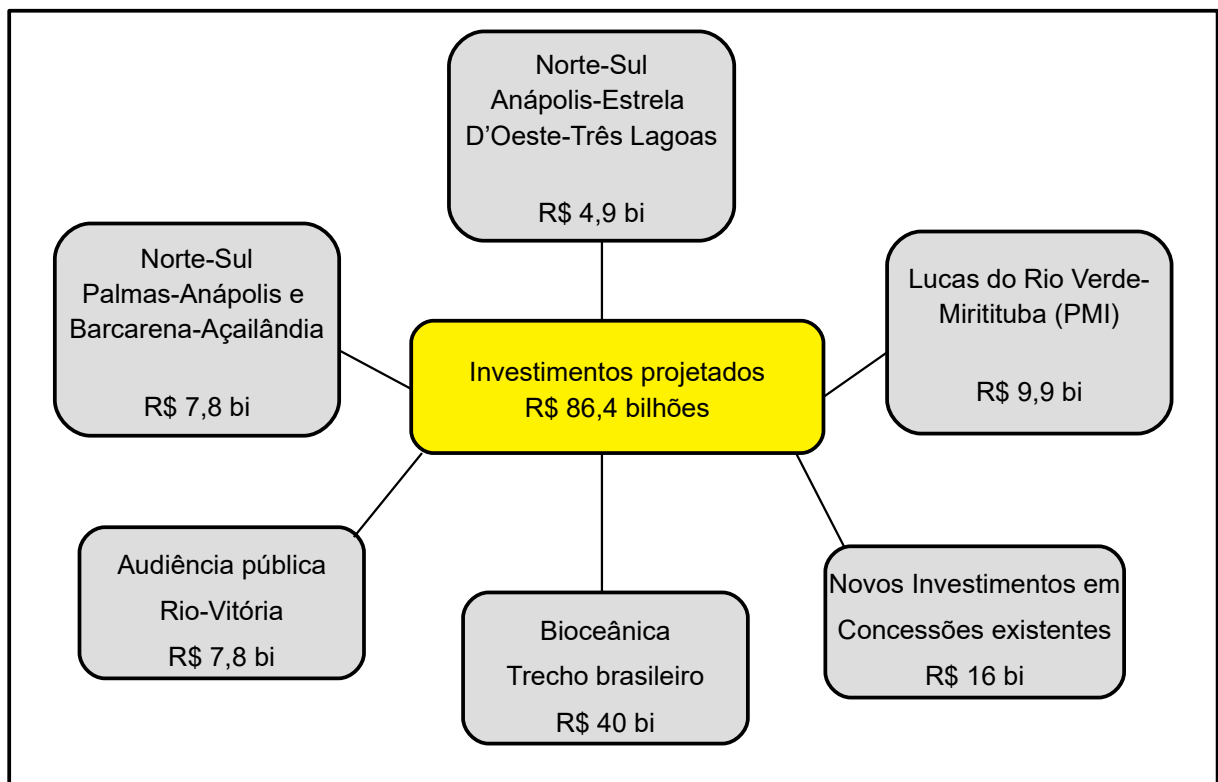 Norte-Sul
Anápolis-Estrela
D’Oeste-Três Lagoas
R$ 4,9 bi
Norte-Sul
Palmas-Anápolis e
Barcarena-Açailândia
R$ 7,8 bi
Lucas do Rio Verde-
Miritituba (PMI)
R$ 9,9 bi
Investimentos projetados
R$ 86,4 bilhões
Audiência pública
Rio-Vitória
R$ 7,8 bi
Bioceânica
Trecho brasileiro
R$ 40 bi
Novos Investimentos em
Concessões existentes
R$ 16 bi